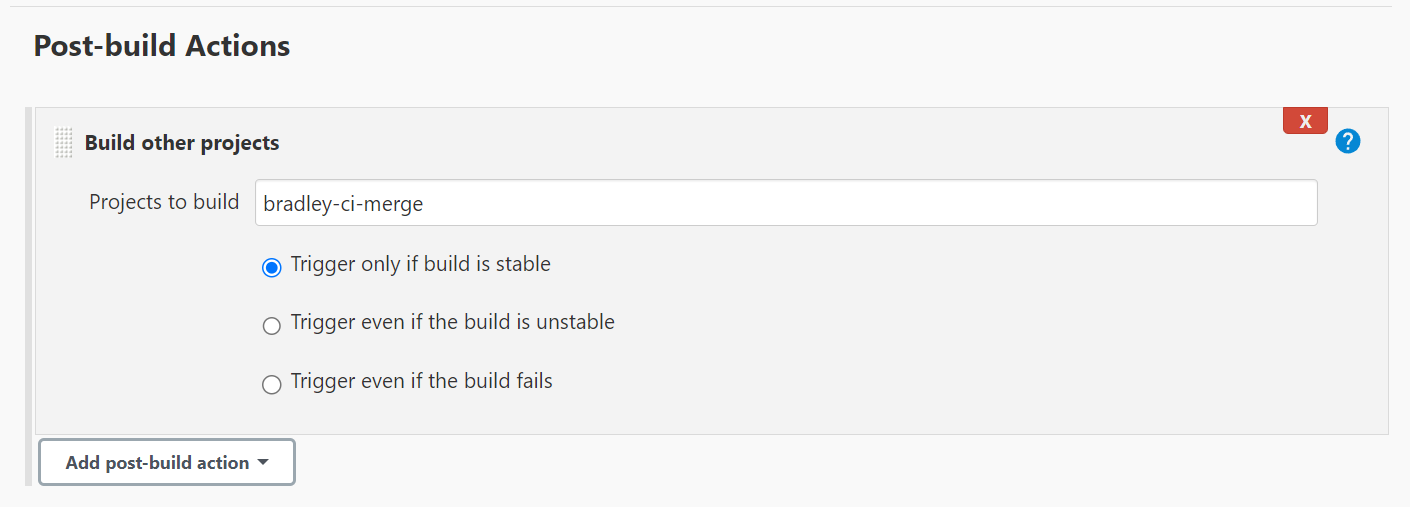 Post-build Actions
X
Build other projects
?
Projects to build
bradley-ci-merge
Trigger only if build is stable
Trigger even if the build is unstable
Trigger even if the build fails
Add post-build action